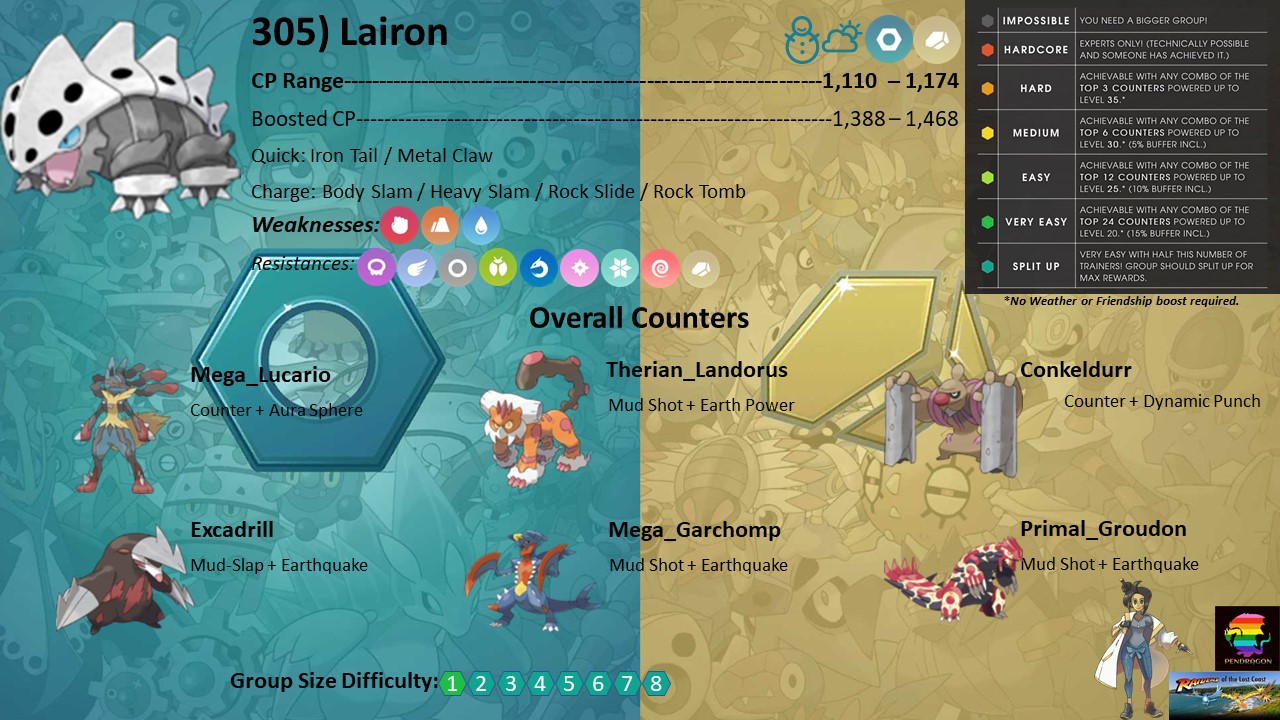 305) Lairon
CP Range---------------------------------------------------------------------1,110 – 1,174
Boosted CP--------------------------------------------------------------------1,388 – 1,468
Quick: Iron Tail / Metal Claw
Charge: Body Slam / Heavy Slam / Rock Slide / Rock Tomb
Weaknesses:
Resistances:
IMPOSSIBLE YOU NEED A BIGGER GROUP!
HARDCORE EXPERTS ONLY! (TECHNICALLY POSSIBLE
AND SOMEONE HAS ACHIEVED IT.)
HARD ACHIEVABLE WITH ANY COMBO OF THE
TOP 3 COUNTERS POWERED UP TO
LEVEL 35.*
MEDIUM ACHIEVABLE WITH ANY COMBO OF THE
TOP 6 COUNTERS POWERED UP TO
LEVEL 30.* (5% BUFFER INCL.)
EASY ACHIEVABLE WITH ANY COMBO OF THE
TOP 12 COUNTERS POWERED UP TO
LEVEL 25.* (10% BUFFER INCL.)
VERY EASY ACHIEVABLE WITH ANY COMBO OF THE
TOP 24 COUNTERS POWERED UP TO
LEVEL 20.* (15% BUFFER INCL.)
SPLIT UP VERY EASY WITH HALF THIS NUMBER OF
TRAINERS! GROUP SHOULD SPLIT UP FOR
MAX REWARDS.
*No Weather or Friendship boost required.
Overall Counters
Mega_Lucario
Counter + Aura Sphere
Therian_Landorus
Mud Shot + Earth Power
Conkeldurr
Counter + Dynamic Punch
Excadrill
Mud-Slap + Earthquake
Mega_Garchomp
Mud Shot + Earthquake
Primal_Groudon
Mud Shot + Earthquake
Group Size Difficulty: 1 2 3 4 5 6 7 8
PENDRAGON
RAIDERS of the Lost Coast